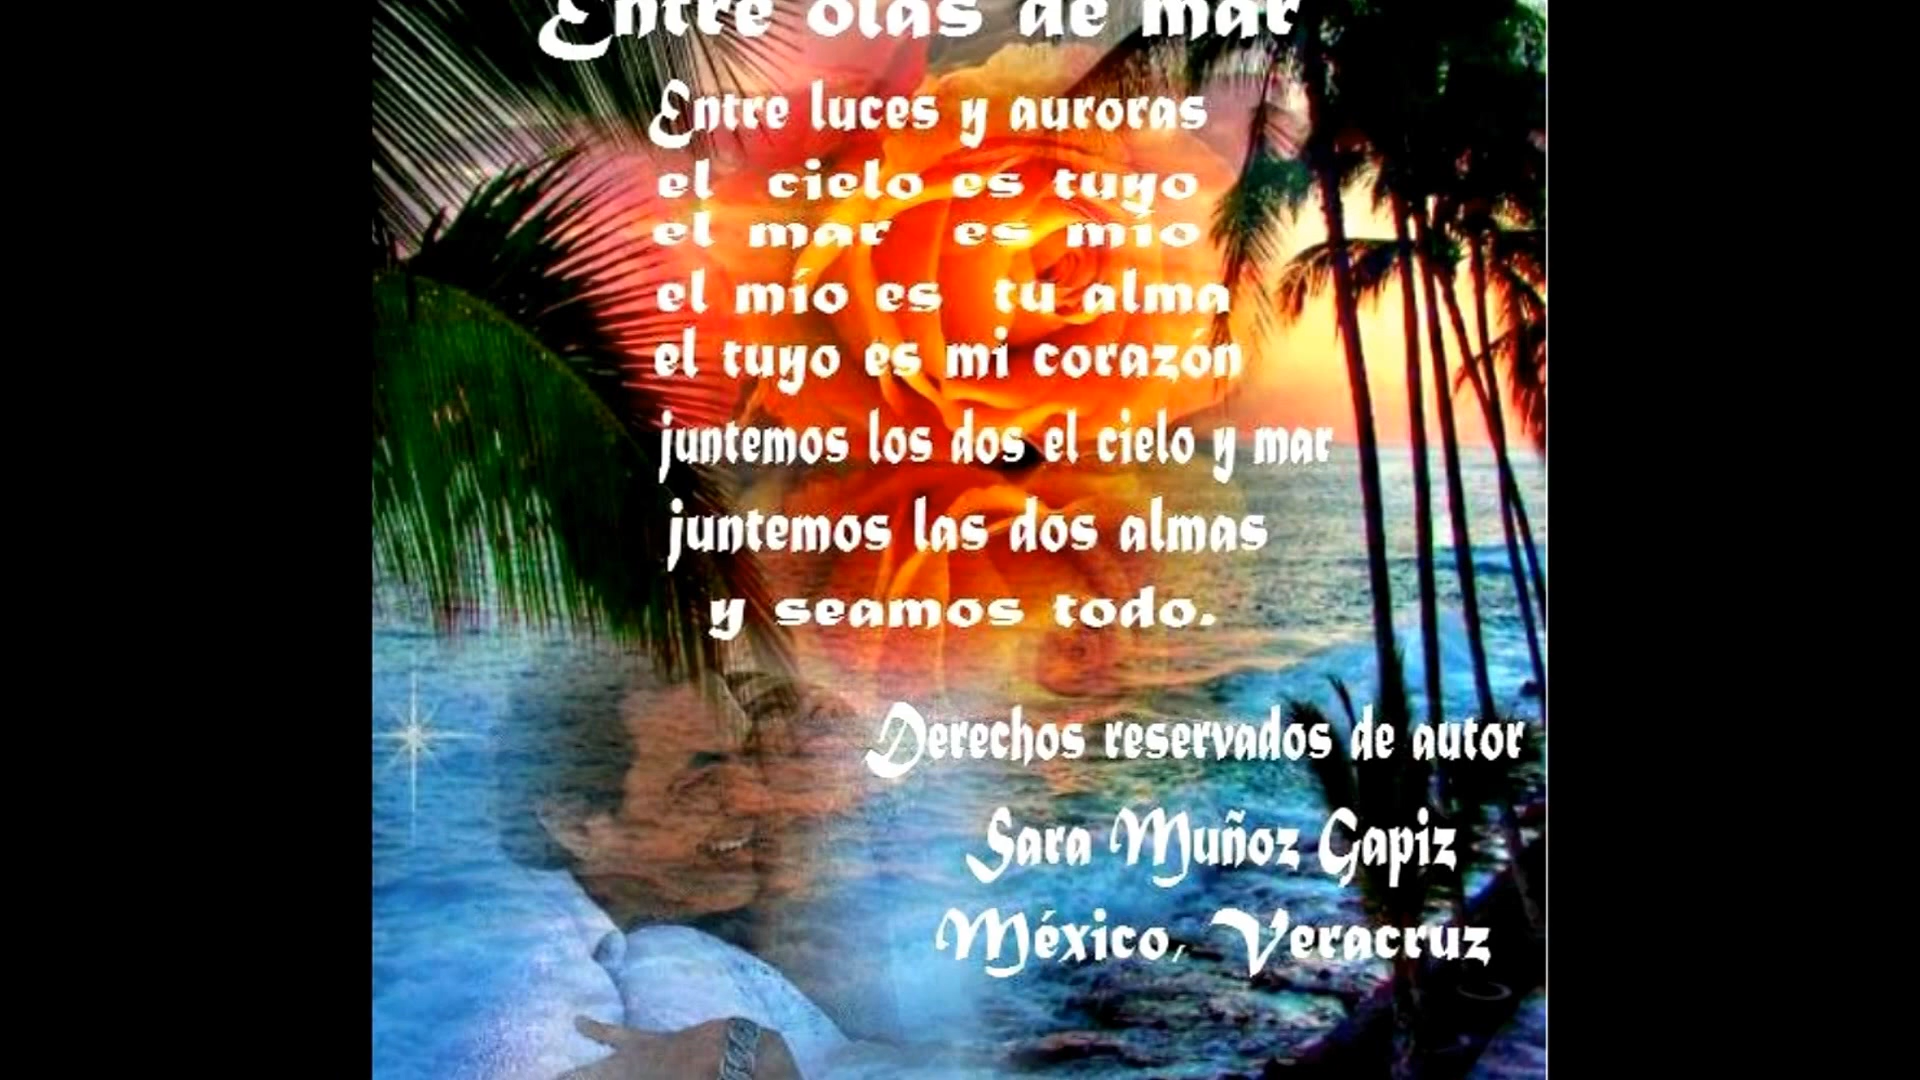 Entre olas de mar
Entre luces y auroras
el cielo es tuyo
el mar es mío
el mío es tu alma
el tuyo es mi corazón
juntemos los dos el cielo y mar
juntemos las dos almas
y seamos todo.
Derechos reservados de autor
Sara Muñoz Gapiz
México, Veracruz